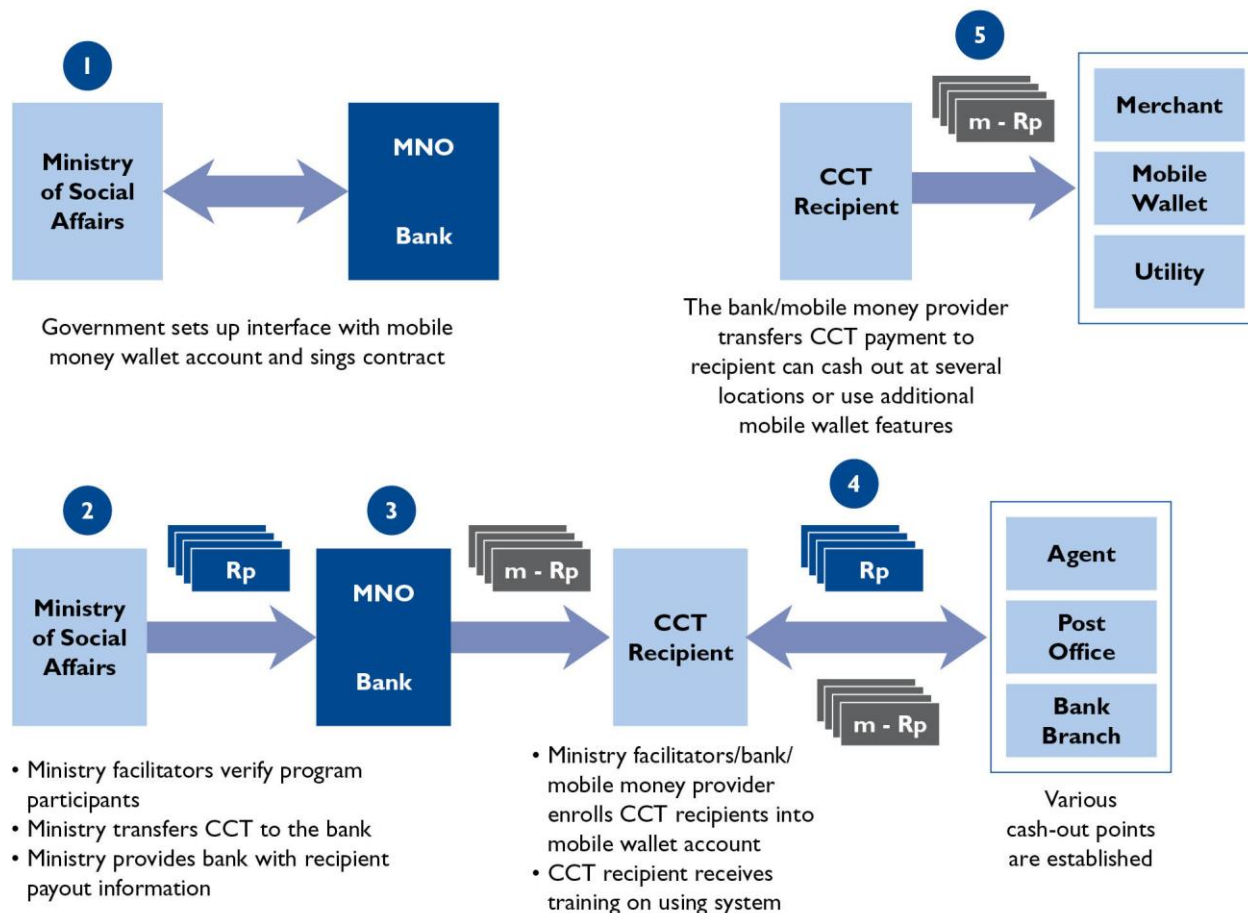 1
Ministry
of Social
Affairs
MNO
Bank
Government sets up interface with mobile
money wallet account and sings contract
5
CCT
Recipient
m - Rp
Merchant
Mobile
Wallet
Utility
The bank/mobile money provider
transfers CCT payment to
recipient can cash out at several
locations or use additional
mobile wallet features
2
Ministry
of Social
Affairs
Rp
3
MNO
Bank
m - Rp
CCT
Recipient
4
Rp
m - Rp
Agent
Post
Office
Bank
Branch
• Ministry facilitators verify program
participants
• Ministry transfers CCT to the bank
• Ministry provides bank with recipient
payout information
• Ministry facilitators/bank/
mobile money provider
enrolls CCT recipients into
mobile wallet account
• CCT recipient receives
training on using system
Various
cash-out points
are established